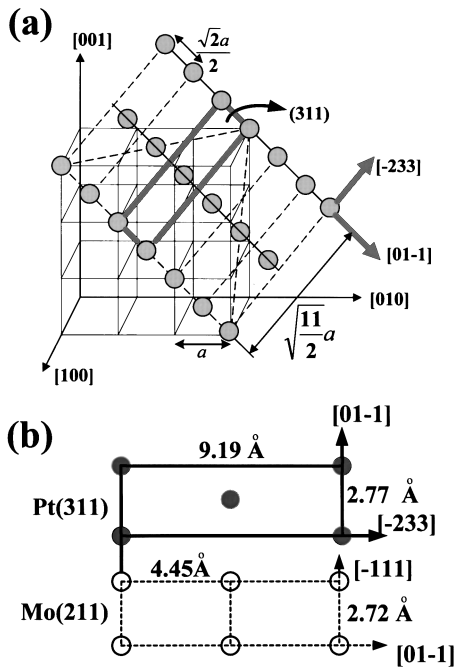 (a)
[001]
√2a
2
(311)
[-233]
[01-1]
[010]
√11/2 a
a
[100]
(b)
[01-1]
9.19 Å
Pt(311)
2.77 Å
[-233]
4.45Å
[-111]
Mo(211)
2.72 Å
[01-1]